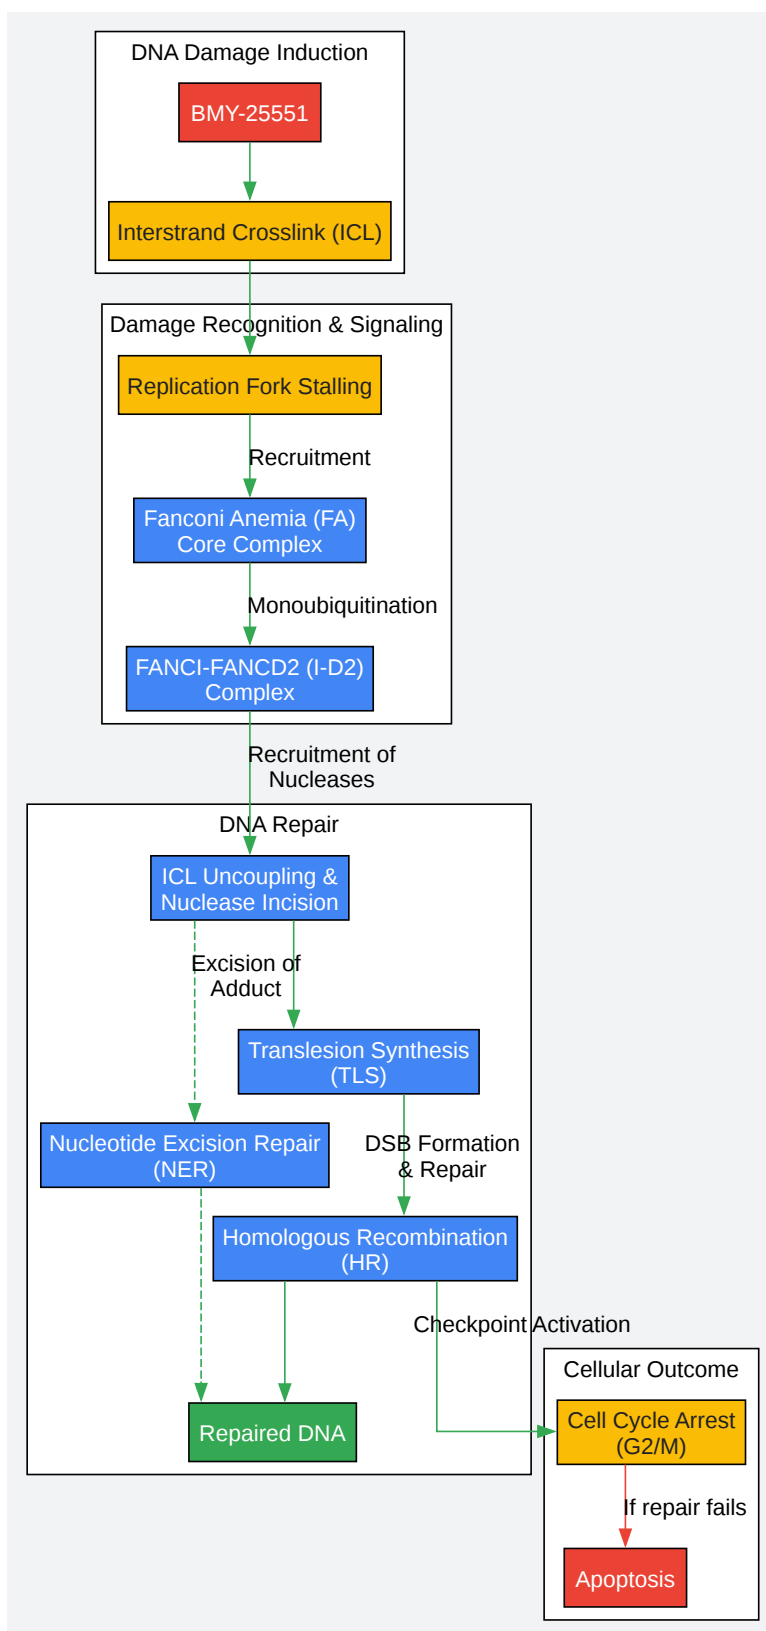 DNA Damage Induction
BMY-25551
Interstrand Crosslink (ICL)
Damage Recognition & Signaling
Replication Fork Stalling
Recruitment
Fanconi Anemia (FA)
Core Complex
Monoubiquitination
FANCI-FANCD2 (I-D2)
Complex
Recruitment of
Nucleases
DNA Repair
ICL Uncoupling &
Nuclease Incision
Excision of
Adduct
Translesion Synthesis
(TLS)
Nucleotide Excision Repair
(NER)
DSB Formation
& Repair
Homologous Recombination
(HR)
Checkpoint Activation
Cellular Outcome
Cell Cycle Arrest
(G2/M)
Repaired DNA
If repair fails
Apoptosis